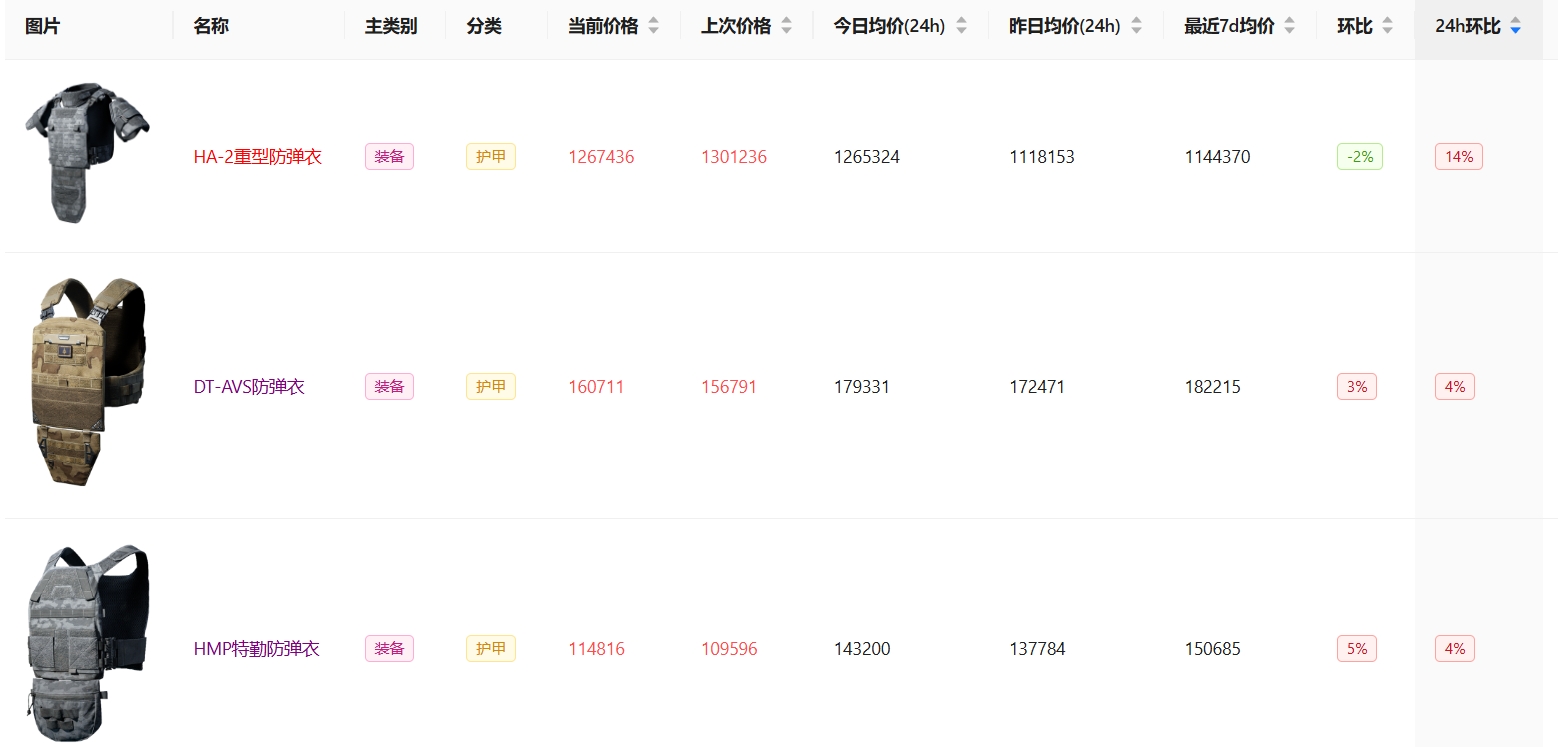 图片 名称 主类别 分类 当前价格 上次价格 今日均价(24h) 昨日均价(24h) 最近7d均价 环比 24h环比
HA-2重型防弹衣 装备 护甲 1267436 1301236 1265324 1118153 1144370 -2% 14%
DT-AVS防弹衣 装备 护甲 160711 156791 179331 172471 182215 3% 4%
HMP特勤防弹衣 装备 护甲 114816 109596 143200 137784 150685 5% 4%